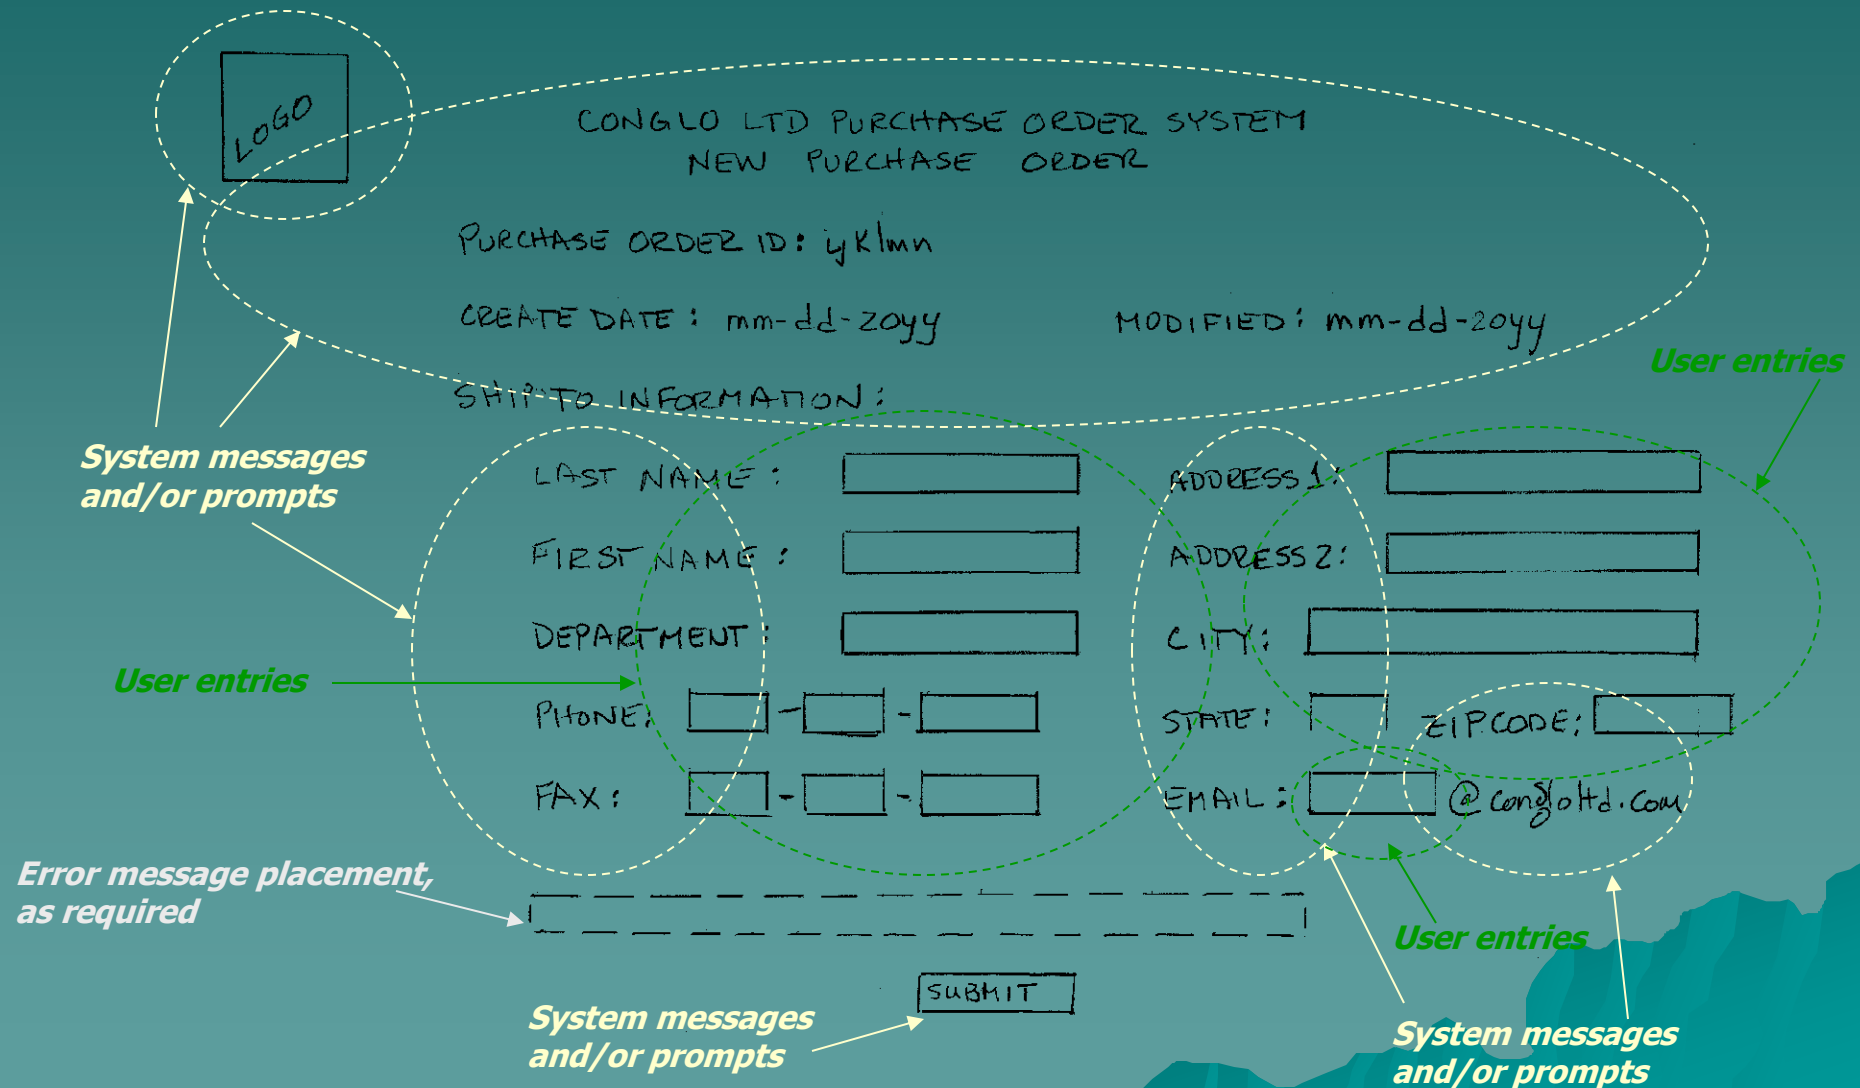 LOGO
CONGLO LTD PURCHASE ORDER SYSTEM
NEW PURCHASE ORDER
PURCHASE ORDER ID: ijklmn
CREATE DATE: mm-dd-20yy MODIFIED: mm-dd-20yy
User entries
SHIP TO INFORMATION:
System messages
and/or prompts
LAST NAME: ADDRESS 1:
FIRST NAME: ADDRESS 2:
DEPARTMENT: CITY:
User entries
PHONE: - - STATE: ZIPCODE:
FAX: - - EMAIL: @congloltd.com
Error message placement,
as required
User entries
SUBMIT
System messages
and/or prompts
System messages
and/or prompts